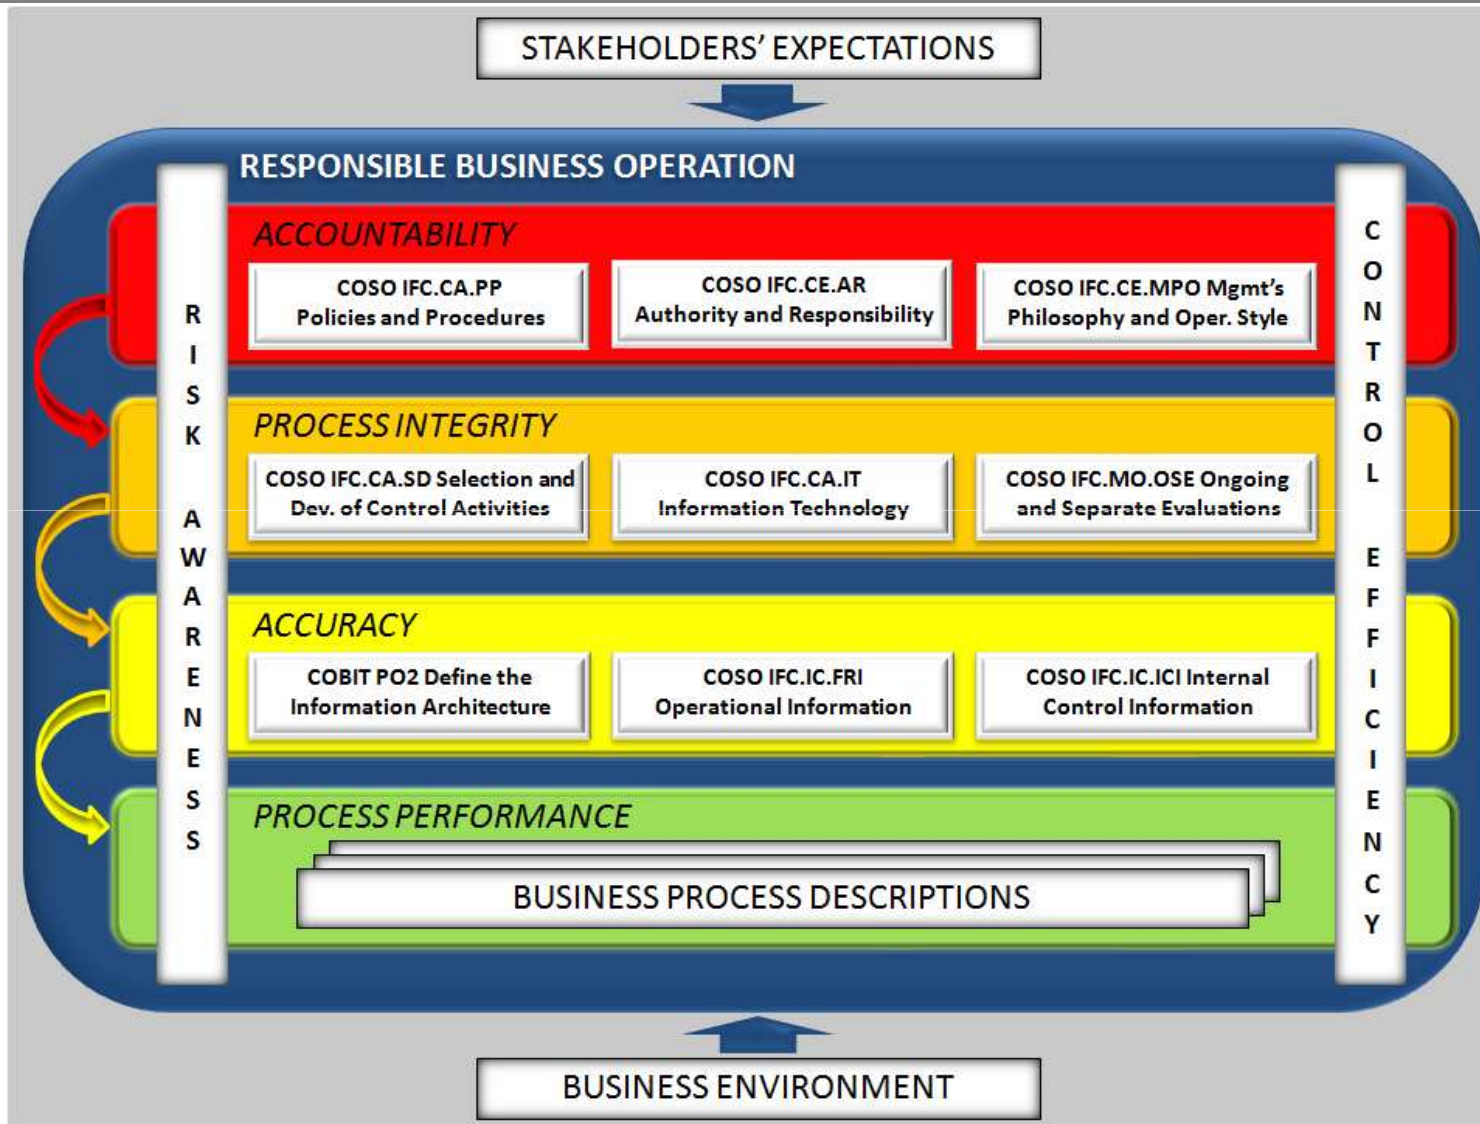 STAKEHOLDERS' EXPECTATIONS
RESPONSIBLE BUSINESS OPERATION
RISK AWARENESS
CONTROL EFFICIENCY
ACCOUNTABILITY
COSO IFC.CA.PP
Policies and Procedures
COSO IFC.CE.AR
Authority and Responsibility
COSO IFC.CE.MPO Mgmt's
Philosophy and Oper. Style
PROCESS INTEGRITY
COSO IFC.CA.SD Selection and
Dev. of Control Activities
COSO IFC.CA.IT
Information Technology
COSO IFC.MO.OSE Ongoing
and Separate Evaluations
ACCURACY
COBIT PO2 Define the
Information Architecture
COSO IFC.IC.FRI
Operational Information
COSO IFC.IC.ICI Internal
Control Information
PROCESS PERFORMANCE
BUSINESS PROCESS DESCRIPTIONS
BUSINESS ENVIRONMENT